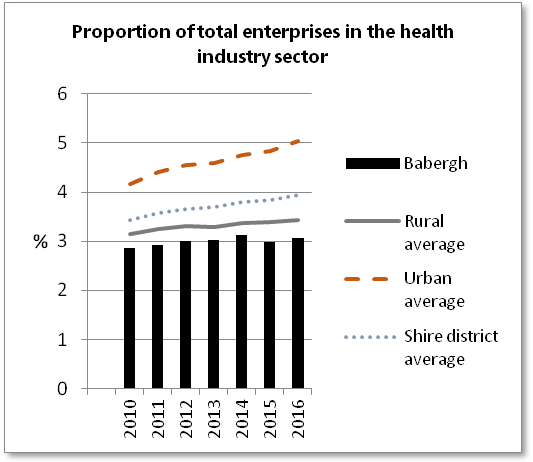 Proportion of total enterprises in the health
industry sector
6
5
4
3
2
1
0
%
2010
2011
2012
2013
2014
2015
2016
Babergh
Rural
average
Urban
average
Shire district
average